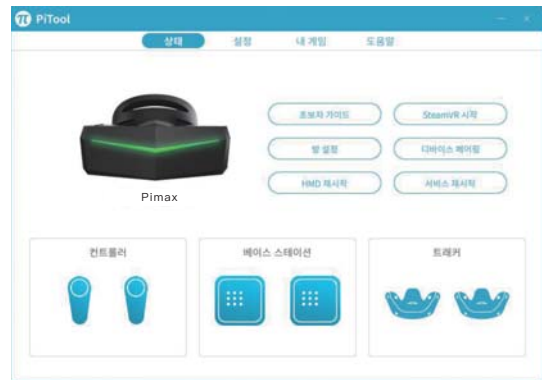 PiTool
상태 설정 내 게임 도움말
초보자 가이드 SteamVR 시작
방 설정 디바이스 페어링
HMD 재시작 서비스 재시작
Pimax
컨트롤러 베이스 스테이션 트래커